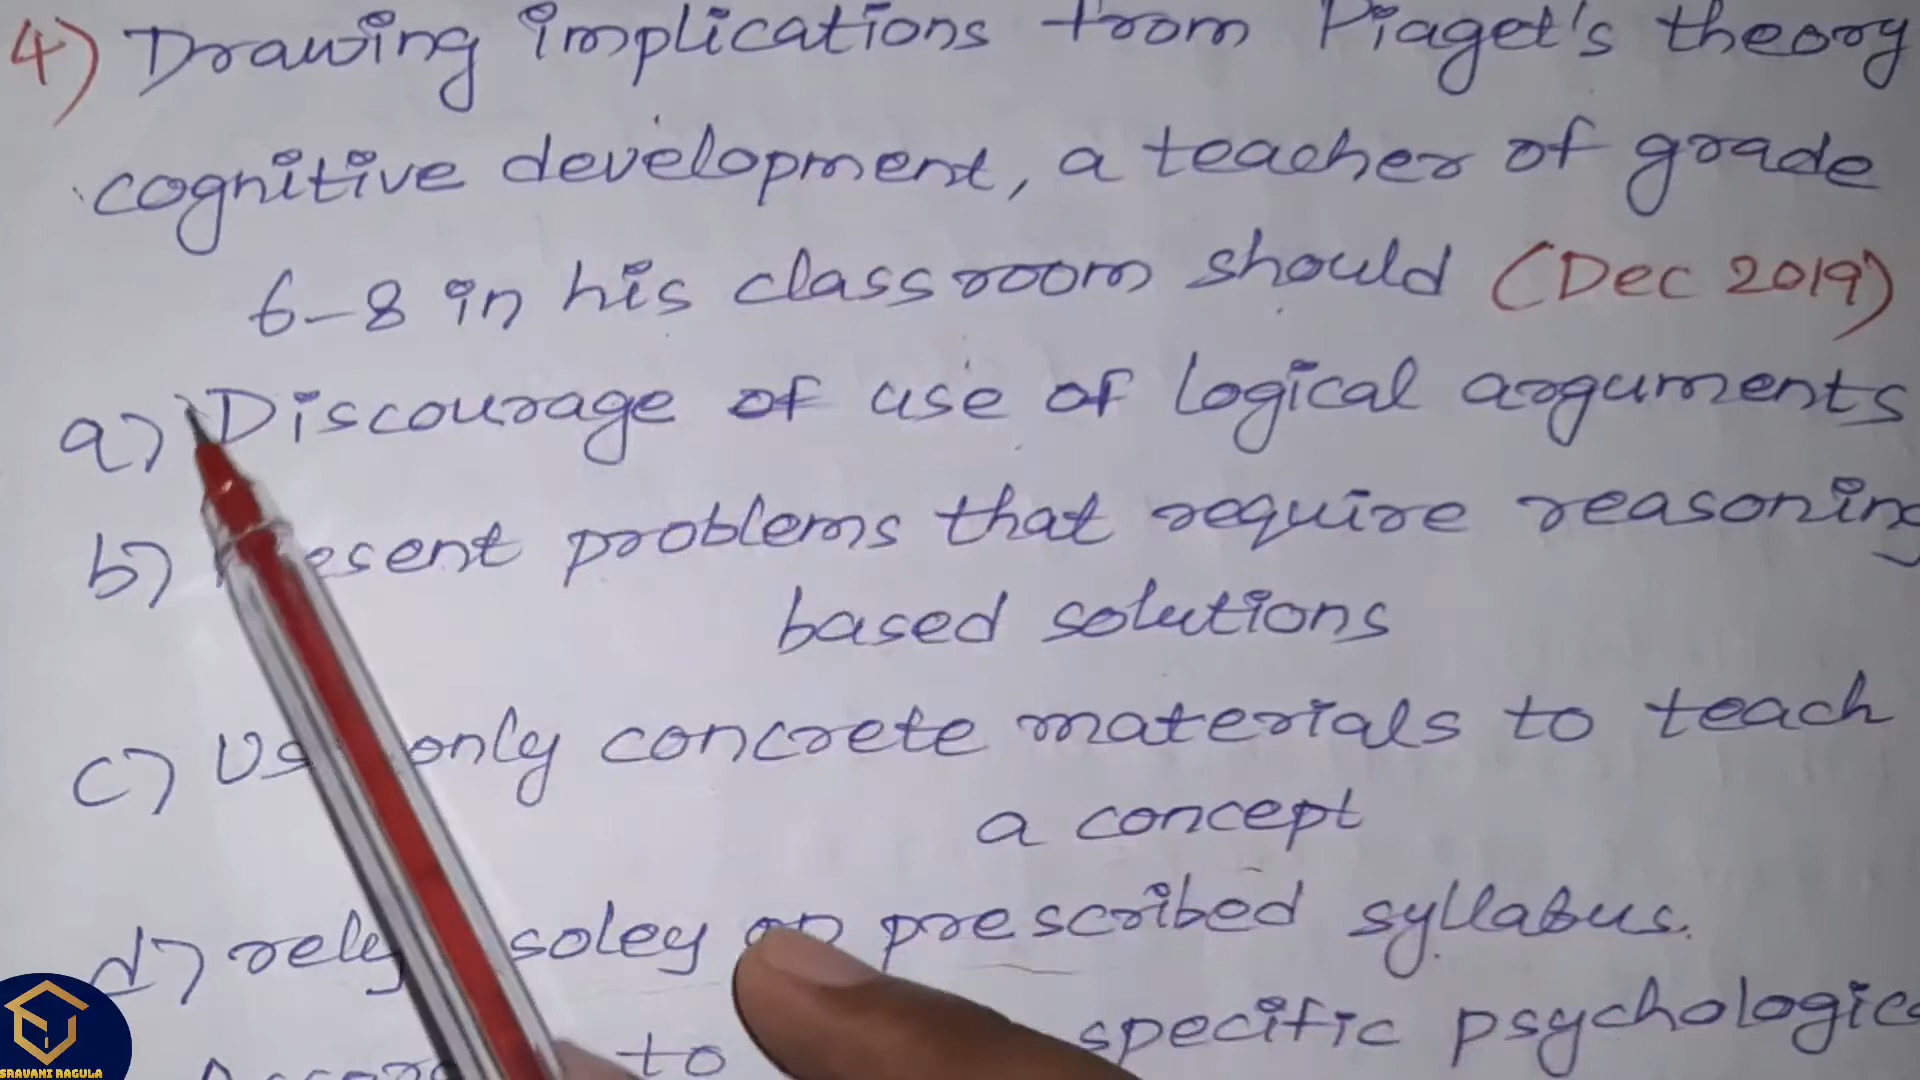 4) Drawing implications from Piaget's theory
cognitive development, a teacher of grade
6-8 in his classroom should (Dec 2019)
a) Discourage of use of logical arguments
b) esent problems that require reasoning
based solutions
c) Us only concrete materials to teach
a concept
d) rely soley on prescribed syllabus.
to specific psychologic
SRAVANI RAGULA